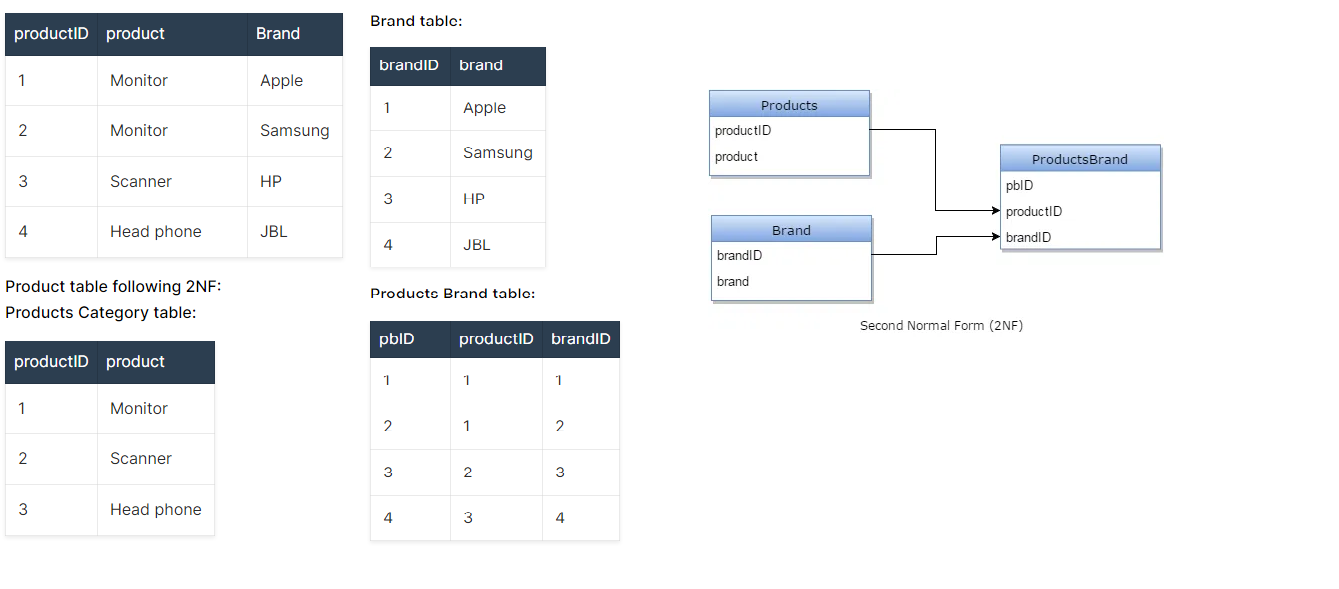 productID product Brand
1 Monitor Apple
2 Monitor Samsung
3 Scanner HP
4 Head phone JBL
Product table following 2NF:
Products Category table:
productID product
1 Monitor
2 Scanner
3 Head phone
Brand table:
brandID brand
1 Apple
2 Samsung
3 HP
4 JBL
Products Brand table:
pbID productID brandID
1 1 1
2 1 2
3 2 3
4 3 4
Products
productID
product
Brand
brandID
brand
ProductsBrand
pbID
productID
brandID
Second Normal Form (2NF)